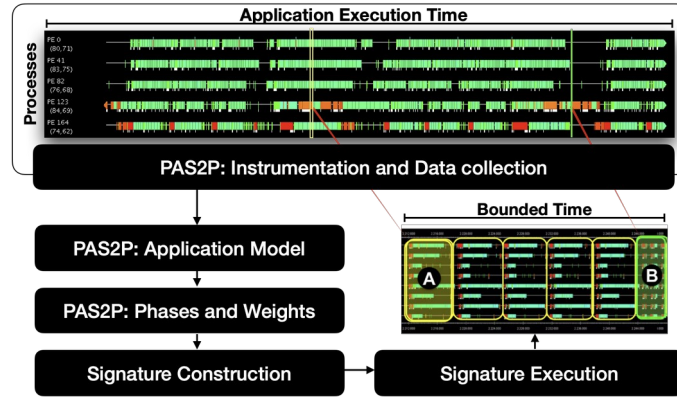 Application Execution Time
Processes
PE 0
(80,71)
PE 41
(83,75)
PE 82
(76,68)
PE 123
(84,69)
PE 164
(74,62)
PAS2P: Instrumentation and Data collection
Bounded Time
A
B
PAS2P: Application Model
PAS2P: Phases and Weights
Signature Construction
Signature Execution